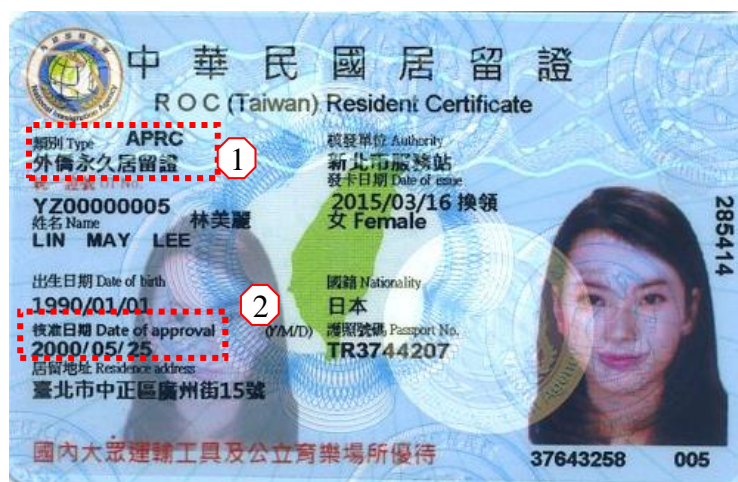 中華民國居留證
ROC (Taiwan) Resident Certificate
類別 Type APRC
外僑永久居留證
1
核發單位 Authority
新北市服務站
發卡日期 Date of issue
2015/03/16 換領
統一證號 UI No.
YZ00000005
姓名 Name 林美麗 女 Female
LIN MAY LEE
出生日期 Date of birth
1990/01/01
2
國籍 Nationality
日本
核准日期 Date of approval (Y/M/D)
2000/05/25
護照號碼 Passport No.
TR3744207
居留地址 Residence address
臺北市中正區廣州街15號
國內大眾運輸工具及公立育樂場所優待
285414
37643258 005